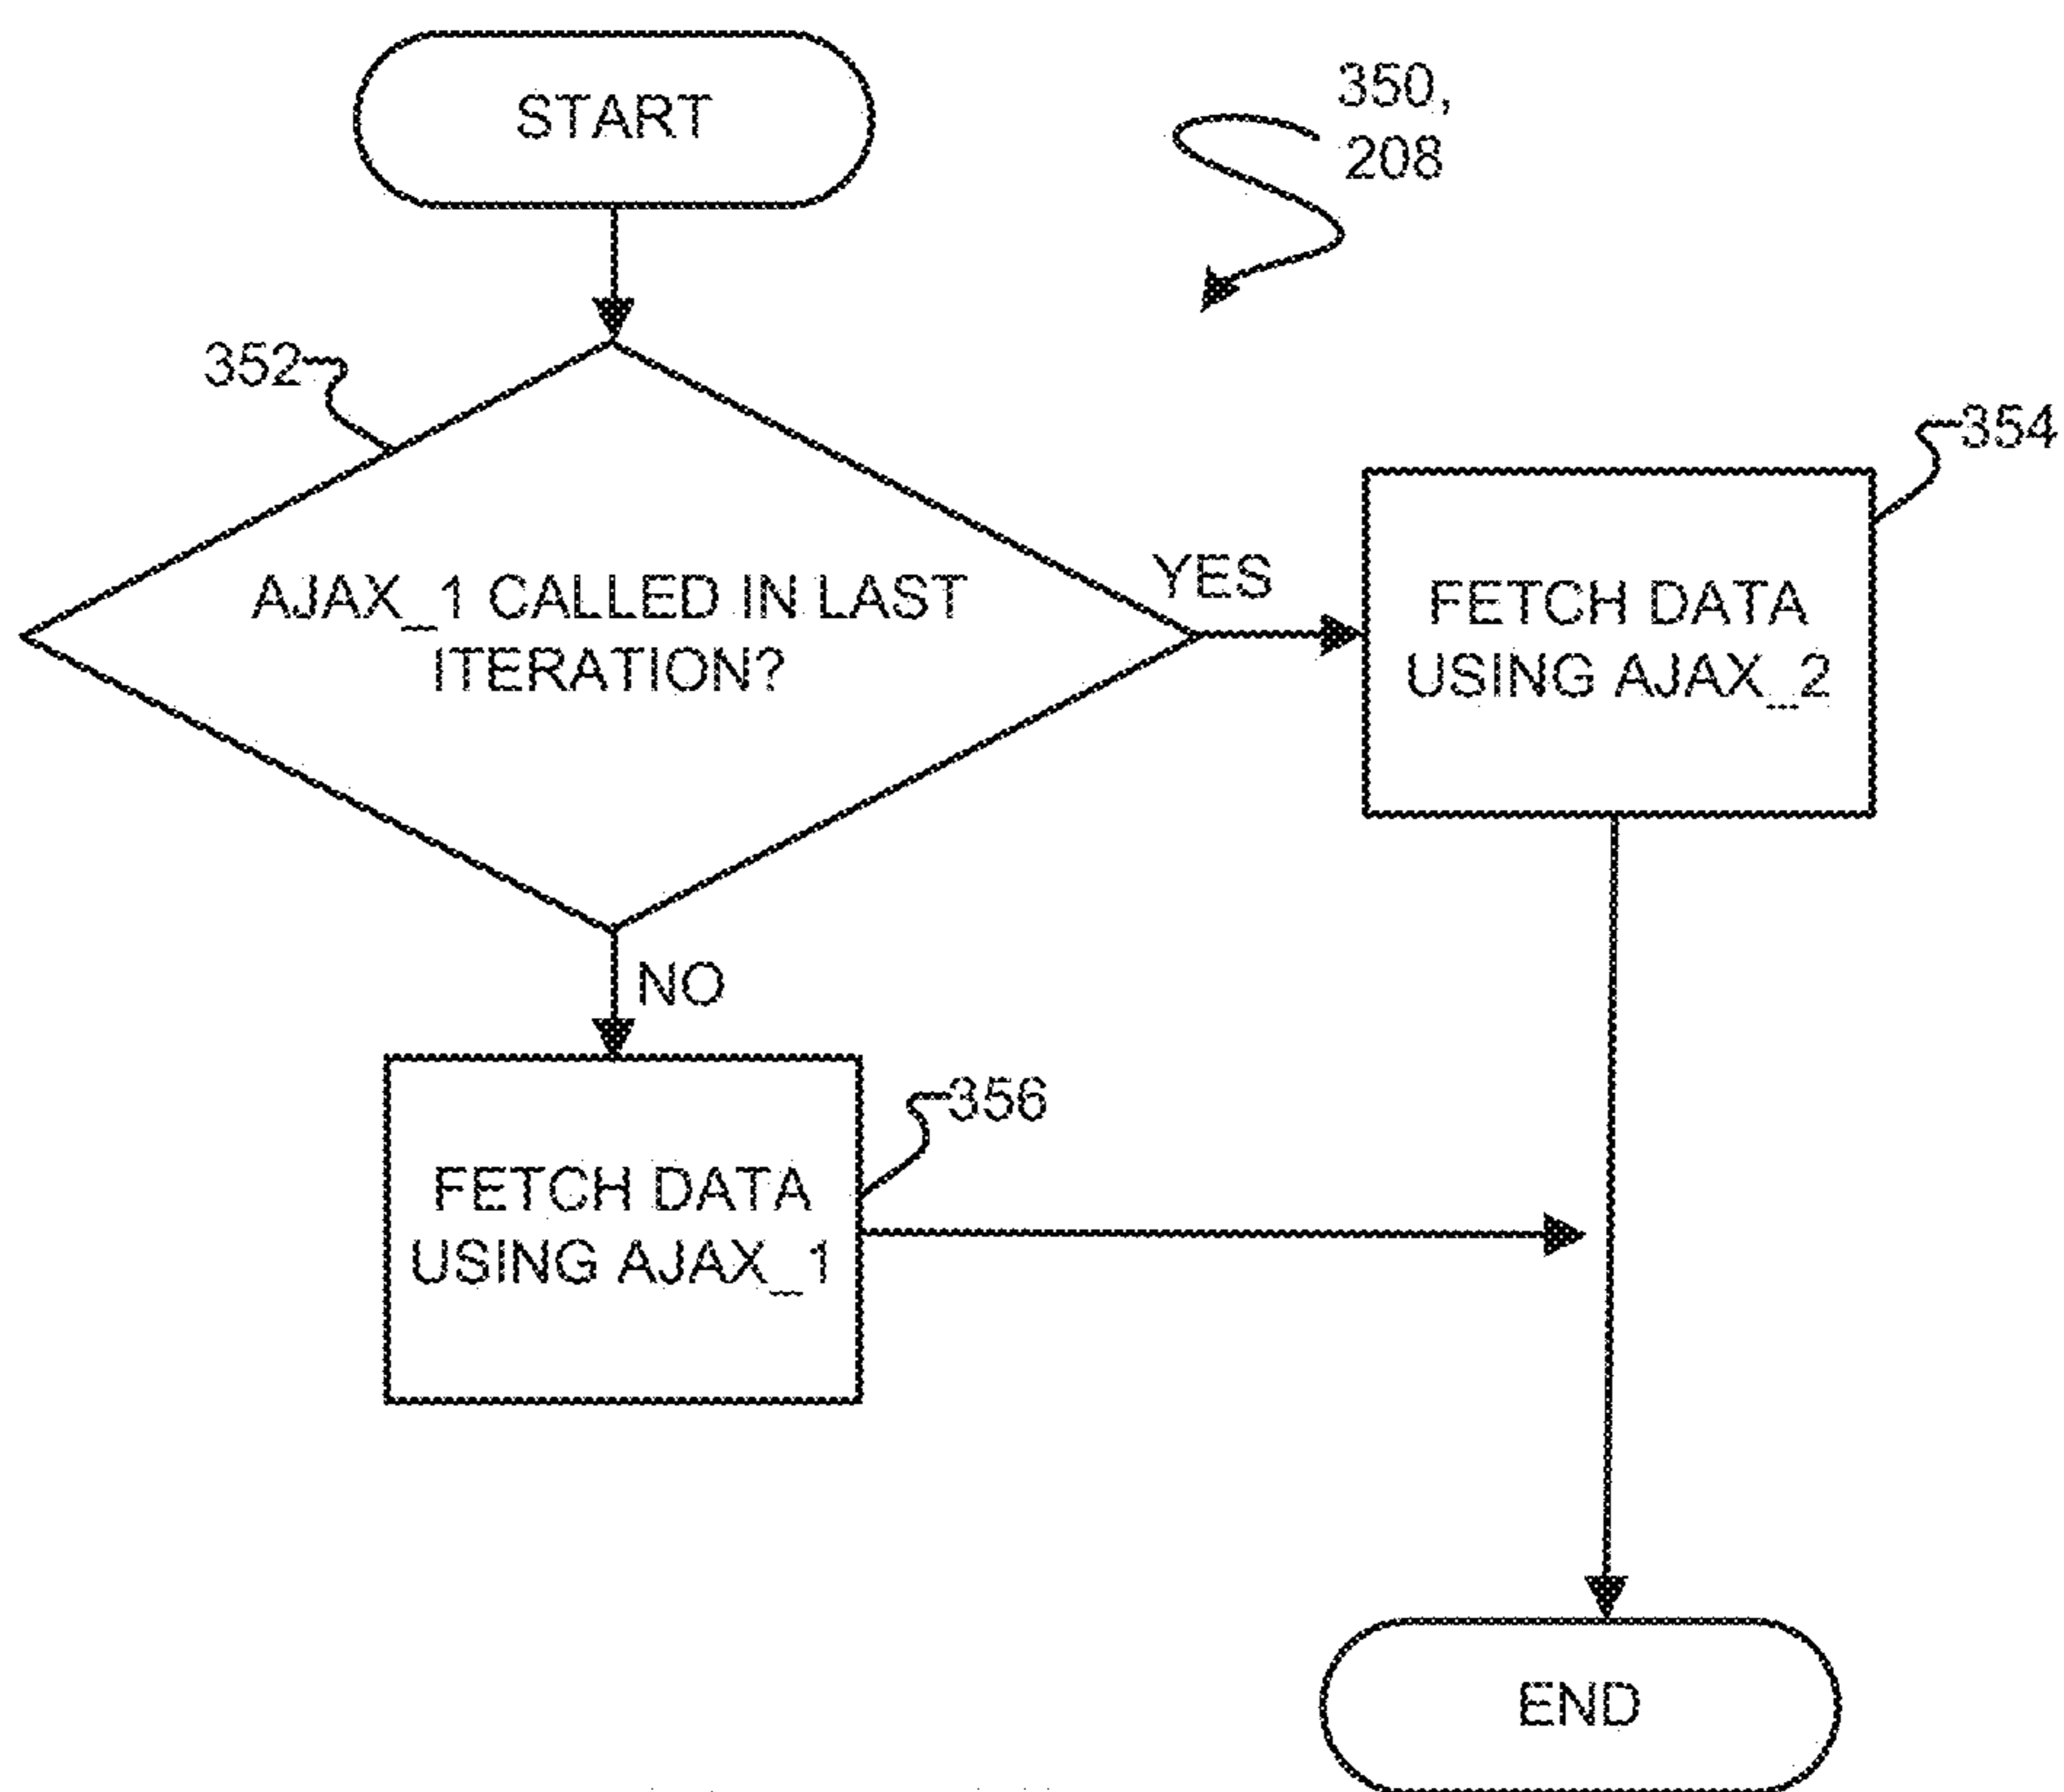 START
350,
208
352
354
AJAX_1 CALLED IN LAST
ITERATION?
YES
FETCH DATA
USING AJAX_2
NO
356
FETCH DATA
USING AJAX_1
END